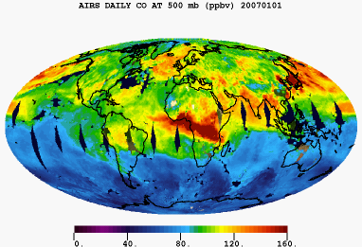 AIRS DAILY CO AT 500 mb (ppbv) 20070101
0. 40. 80. 120. 160.